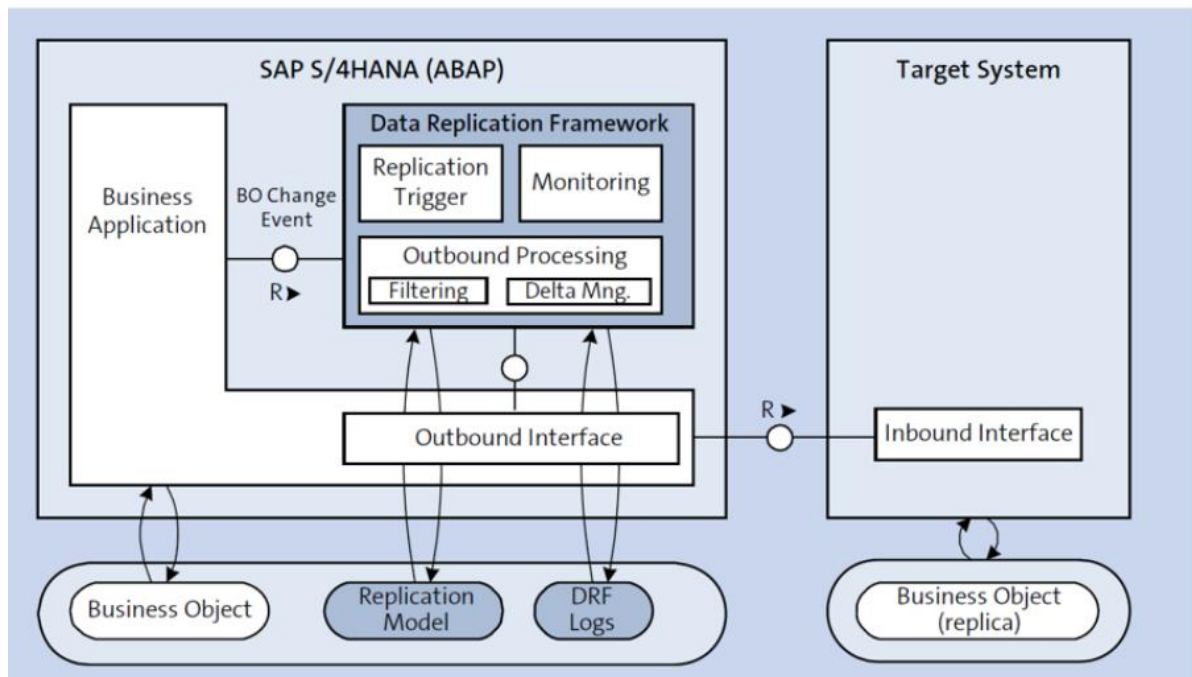 SAP S/4HANA (ABAP)
Target System
Data Replication Framework
Replication
Trigger
Monitoring
Business
Application
BO Change
Event
R►
Outbound Processing
Filtering
Delta Mng.
Outbound Interface
R ►
Inbound Interface
Business Object
Replication
Model
DRF
Logs
Business Object
(replica)